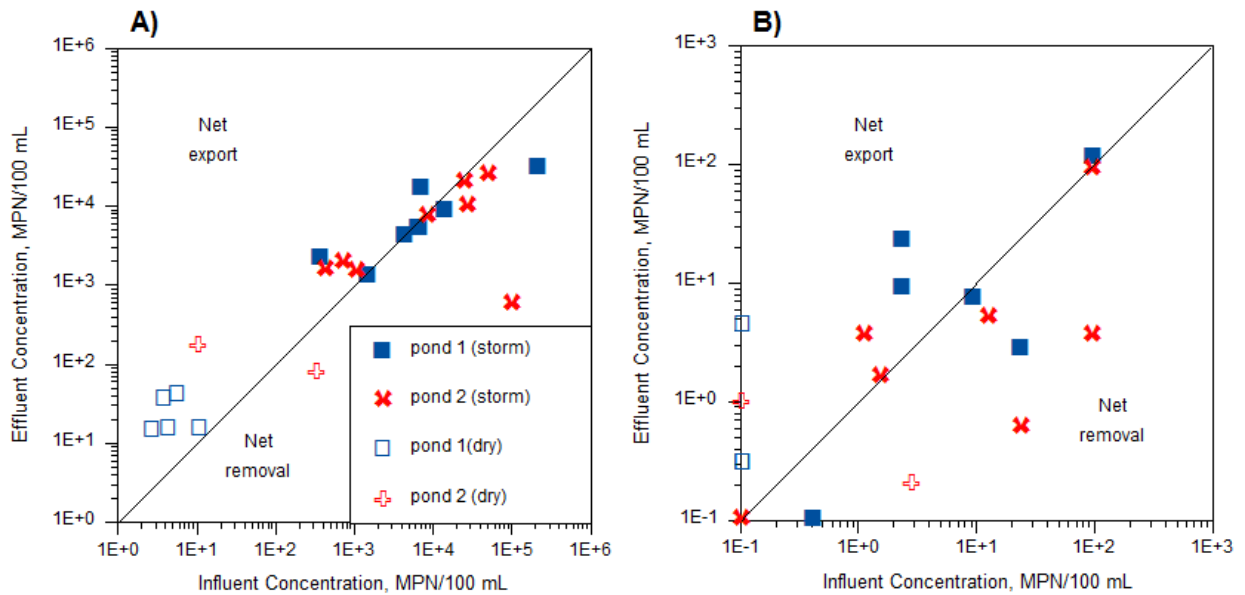 A)
1E+6
1E+5
1E+4
1E+3
1E+2
1E+1
1E+0
Effluent Concentration, MPN/100 mL
Net
export
Net
removal
pond 1 (storm)
pond 2 (storm)
pond 1(dry)
pond 2 (dry)
1E+0 1E+1 1E+2 1E+3 1E+4 1E+5 1E+6
Influent Concentration, MPN/100 mL
B)
1E+3
1E+2
1E+1
1E+0
1E-1
Effluent Concentration, MPN/100 mL
Net
export
Net
removal
1E-1 1E+0 1E+1 1E+2 1E+3
Influent Concentration, MPN/100 mL